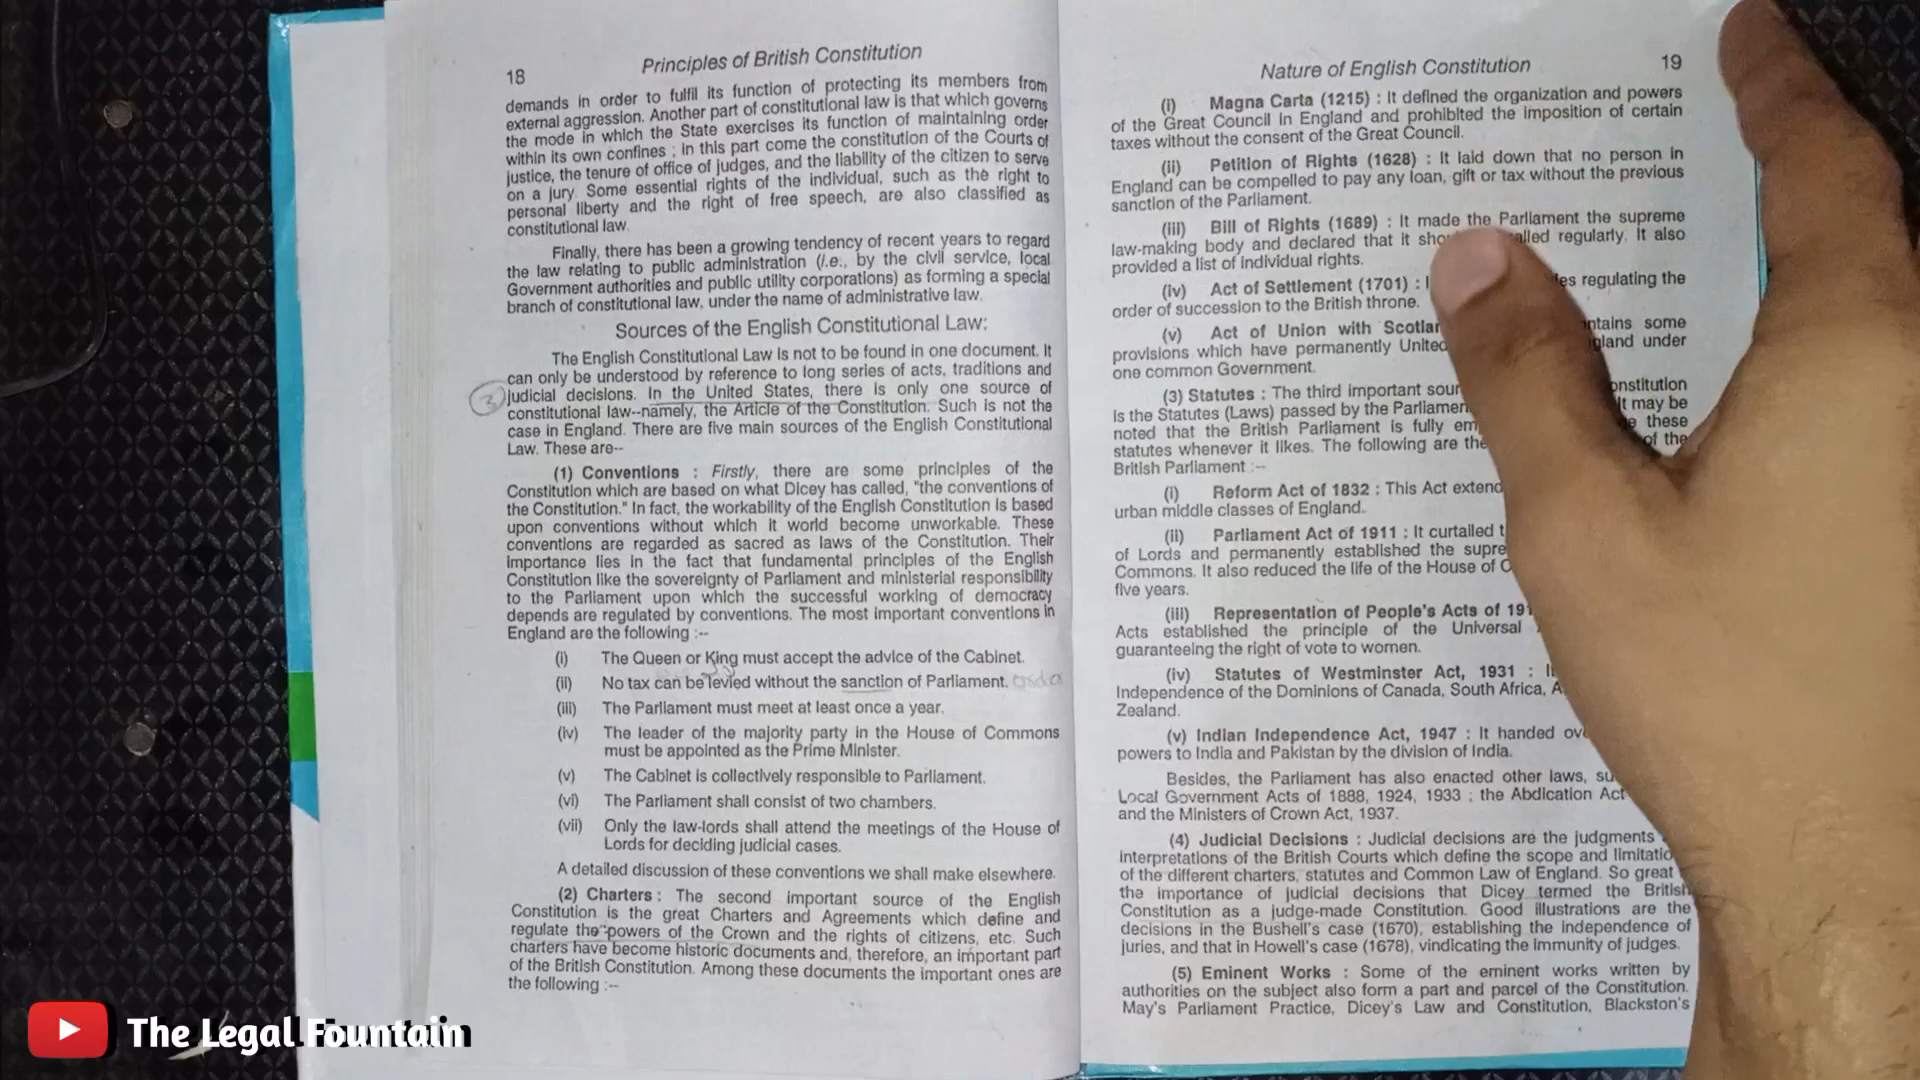 18
Principles of British Constitution
demands in order to fulfil its function of protecting its members from
external aggression. Another part of constitutional law is that which governs
the mode in which the State exercises its function of maintaining order
within its own confines ; in this part come the constitution of the Courts of
justice, the tenure of office of judges, and the liability of the citizen to serve
on a jury. Some essential rights of the individual, such as the right to
personal liberty and the right of free speech, are also classified as
constitutional law.
Finally, there has been a growing tendency of recent years to regard
the law relating to public administration (i.e., by the civil service, local
Government authorities and public utility corporations) as forming a special
branch of constitutional law, under the name of administrative law.
Sources of the English Constitutional Law:
The English Constitutional Law is not to be found in one document. It
can only be understood by reference to long series of acts, traditions and
judicial decisions. In the United States, there is only one source of
3
constitutional law--namely, the Article of the Constitution. Such is not the
case in England. There are five main sources of the English Constitutional
Law. These are--
(1) Conventions : Firstly, there are some principles of the
Constitution which are based on what Dicey has called, "the conventions of
the Constitution." In fact, the workability of the English Constitution is based
upon conventions without which it world become unworkable. These
conventions are regarded as sacred as laws of the Constitution. Their
importance lies in the fact that fundamental principles of the English
Constitution like the sovereignty of Parliament and ministerial responsibility
to the Parliament upon which the successful working of democracy
depends are regulated by conventions. The most important conventions in
England are the following :--
(i) The Queen or King must accept the advice of the Cabinet.
(ii) No tax can be levied without the sanction of Parliament.
(iii) The Parliament must meet at least once a year.
(iv) The leader of the majority party in the House of Commons
must be appointed as the Prime Minister.
(v) The Cabinet is collectively responsible to Parliament.
(vi) The Parliament shall consist of two chambers.
(vii) Only the law-lords shall attend the meetings of the House of
Lords for deciding judicial cases.
A detailed discussion of these conventions we shall make elsewhere.
(2) Charters : The second important source of the English
Constitution is the great Charters and Agreements which define and
regulate the powers of the Crown and the rights of citizens, etc. Such
charters have become historic documents and, therefore, an important part
of the British Constitution. Among these documents the important ones are
the following :--
Nature of English Constitution
19
(i) Magna Carta (1215) : It defined the organization and powers
of the Great Council in England and prohibited the imposition of certain
taxes without the consent of the Great Council.
(ii) Petition of Rights (1628) : It laid down that no person in
England can be compelled to pay any loan, gift or tax without the previous
sanction of the Parliament.
(iii) Bill of Rights (1689) : It made the Parliament the supreme
law-making body and declared that it regularly. It also
provided a list of individual rights.
(iv) Act of Settlement (1701) : regulating the
order of succession to the British throne.
(v) Act of Union with some
provisions which have permanently under
one common Government.
(3) Statutes : The third important
is the Statutes (Laws) passed by the may be
noted that the British Parliament is fully these
statutes whenever it likes. The following are of the
British Parliament :--
(i) Reform Act of 1832 : This Act
urban middle classes of England.
(ii) Parliament Act of 1911 : It curtailed
of Lords and permanently established the
Commons. It also reduced the life of the House of
five years.
(iii) Representation of People's Acts of
Acts established the principle of the Universal
guaranteeing the right of vote to women.
(iv) Statutes of Westminster Act, 1931 :
Independence of the Dominions of Canada, South Africa,
Zealand.
(v) Indian Independence Act, 1947 : It handed
powers to India and Pakistan by the division of India.
Besides, the Parliament has also enacted other laws,
Local Government Acts of 1888, 1924, 1933 ; the Abdication Act
and the Ministers of Crown Act, 1937.
(4) Judicial Decisions : Judicial decisions are the judgments
interpretations of the British Courts which define the scope and
of the different charters, statutes and Common Law of England. So great
the importance of judicial decisions that Dicey termed the British
Constitution as a judge-made Constitution. Good illustrations are the
decisions in the Bushell's case (1670), establishing the independence of
juries, and that in Howell's case (1678), vindicating the immunity of judges.
(5) Eminent Works : Some of the eminent works written by
authorities on the subject also form a part and parcel of the Constitution.
May's Parliament Practice, Dicey's Law and Constitution, Blackston's
The Legal Fountain